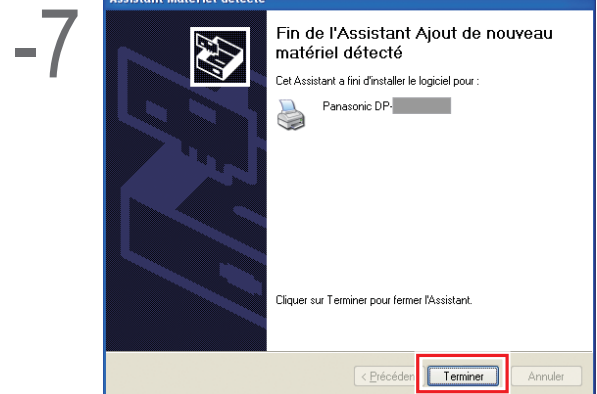 -7
Assistant Matériel détecté
Fin de l'Assistant Ajout de nouveau
matériel détecté
Cet Assistant a fini d'installer le logiciel pour :
Panasonic DP-
Cliquer sur Terminer pour fermer l'Assistant.
< Précéden
Terminer
Annuler